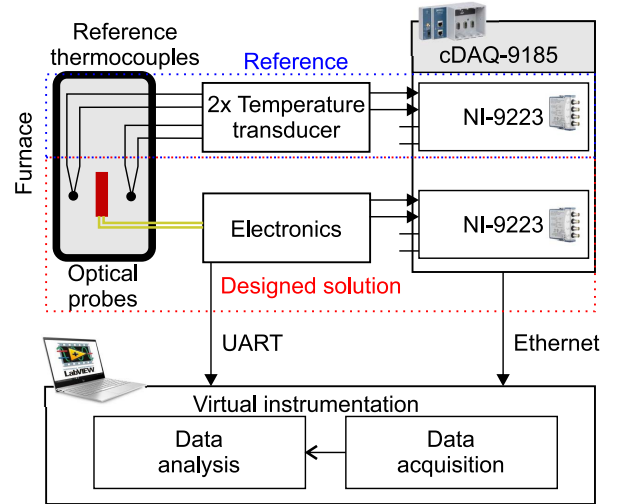 Reference
thermocouples
Reference
cDAQ-9185
2x Temperature
transducer
NI-9223
Furnace
Electronics
NI-9223
Optical
probes
Designed solution
UART
Ethernet
LabVIEW
Virtual instrumentation
Data
analysis
Data
acquisition